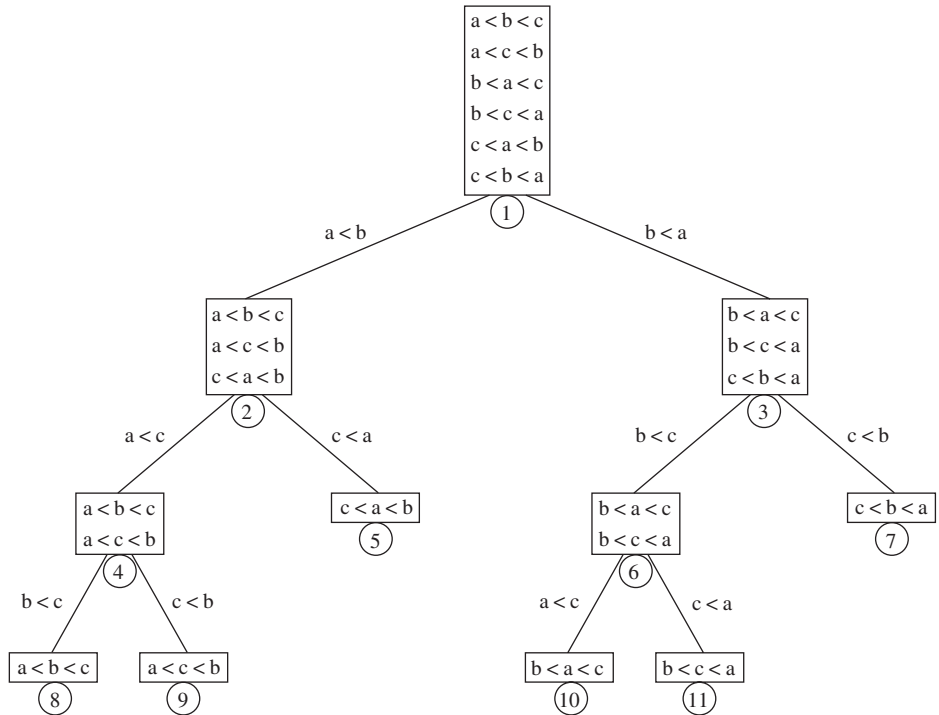 a < b < c
a < c < b
b < a < c
b < c < a
c < a < b
c < b < a
1
a < b
b < a
a < b < c
a < c < b
c < a < b
2
b < a < c
b < c < a
c < b < a
3
a < c
c < a
b < c
c < b
a < b < c
a < c < b
4
c < a < b
5
b < a < c
b < c < a
6
c < b < a
7
b < c
c < b
a < c
c < a
a < b < c
8
a < c < b
9
b < a < c
10
b < c < a
11